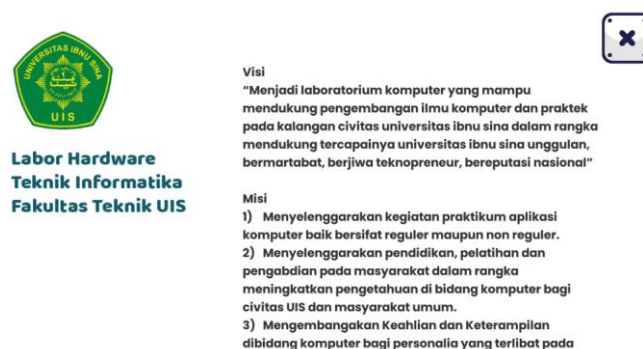 UNIVERSITAS IBNU SINA
UIS
Labor Hardware
Teknik Informatika
Fakultas Teknik UIS
Visi
“Menjadi laboratorium komputer yang mampu
mendukung pengembangan ilmu komputer dan praktek
pada kalangan civitas universitas ibnu sina dalam rangka
mendukung tercapainya universitas ibnu sina unggulan,
bermartabat, berjiwa teknopreneur, bereputasi nasional”
Misi
1) Menyelenggarakan kegiatan praktikum aplikasi
komputer baik bersifat reguler maupun non reguler.
2) Menyelenggarakan pendidikan, pelatihan dan
pengabdian pada masyarakat dalam rangka
meningkatkan pengetahuan di bidang komputer bagi
civitas UIS dan masyarakat umum.
3) Mengembangakan Keahlian dan Keterampilan
dibidang komputer bagi personalia yang terlibat pada